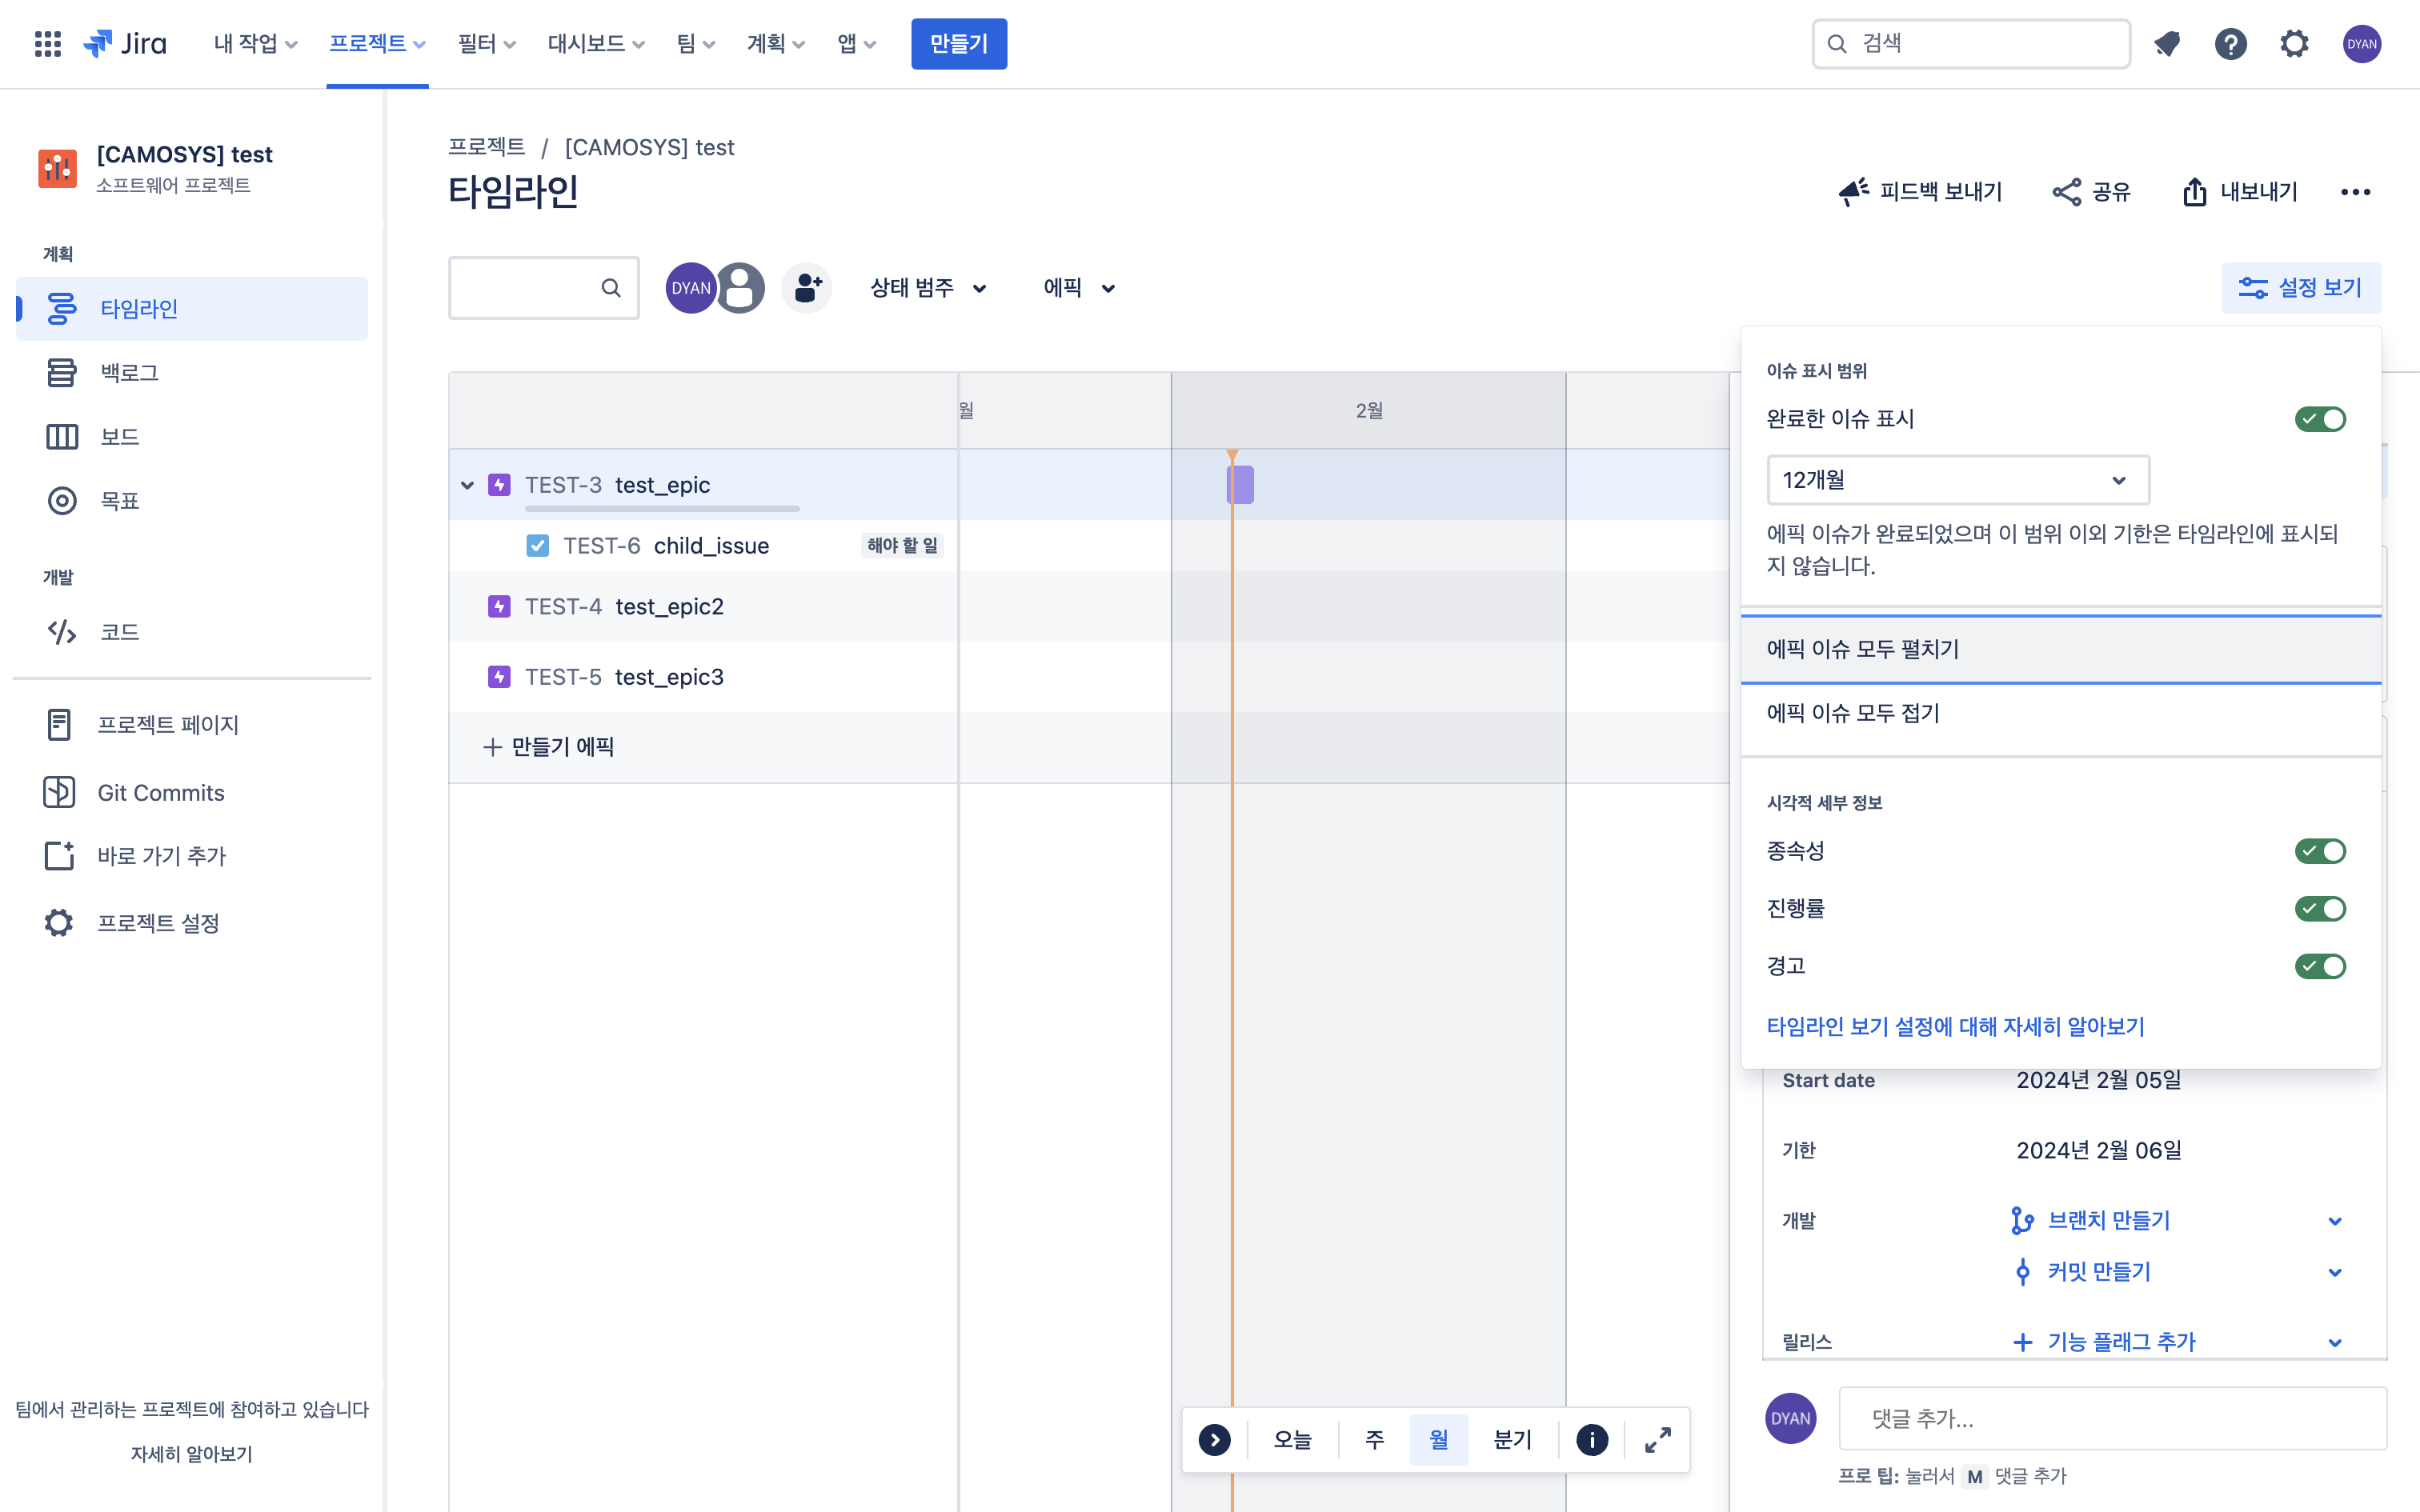 Jira
내 작업
프로젝트
필터
대시보드
팀
계획
앱
만들기
검색
DYAN
[CAMOSYS] test
소프트웨어 프로젝트
계획
타임라인
백로그
보드
목표
개발
코드
프로젝트 페이지
Git Commits
바로 가기 추가
프로젝트 설정
팀에서 관리하는 프로젝트에 참여하고 있습니다
자세히 알아보기
프로젝트 / [CAMOSYS] test
타임라인
피드백 보내기
공유
내보내기
DYAN
상태 범주
에픽
설정 보기
월
2월
TEST-3 test_epic
TEST-6 child_issue 해야 할 일
TEST-4 test_epic2
TEST-5 test_epic3
만들기 에픽
이슈 표시 범위
완료한 이슈 표시
12개월
에픽 이슈가 완료되었으며 이 범위 이외 기한은 타임라인에 표시되
지 않습니다.
에픽 이슈 모두 펼치기
에픽 이슈 모두 접기
시각적 세부 정보
종속성
진행률
경고
타임라인 보기 설정에 대해 자세히 알아보기
Start date 2024년 2월 05일
기한 2024년 2월 06일
개발 브랜치 만들기
커밋 만들기
릴리스 기능 플래그 추가
오늘
주
월
분기
DYAN
댓글 추가...
프로 팁: 눌러서 M 댓글 추가